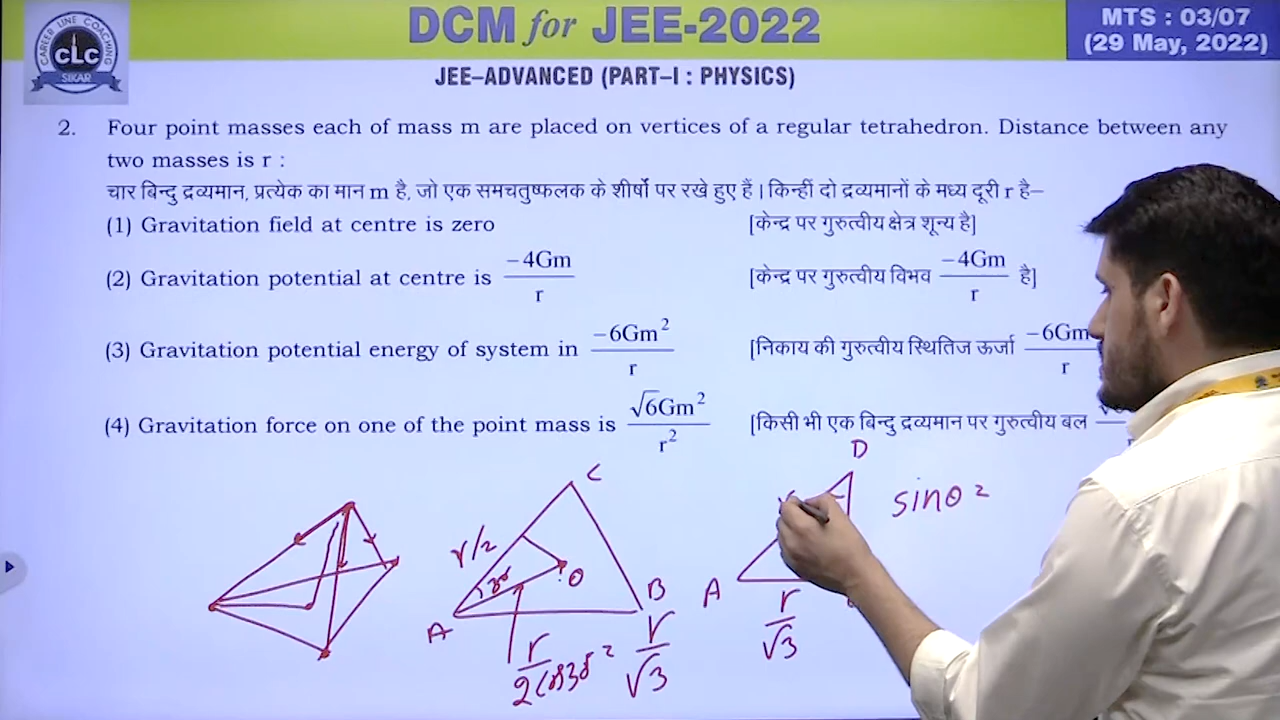 CAREER LINE COACHING
CLC
SIKAR
DCM for JEE-2022
MTS : 03/07
(29 May, 2022)
JEE–ADVANCED (PART–I : PHYSICS)
2. Four point masses each of mass m are placed on vertices of a regular tetrahedron. Distance between any
two masses is r :
चार बिन्दु द्रव्यमान, प्रत्येक का मान m है, जो एक समचतुष्फलक के शीर्षों पर रखे हुए हैं। किन्हीं दो द्रव्यमानों के मध्य दूरी r है–
(1) Gravitation field at centre is zero [केन्द्र पर गुरुत्वीय क्षेत्र शून्य है]
(2) Gravitation potential at centre is −4Gm/r [केन्द्र पर गुरुत्वीय विभव −4Gm/r है]
(3) Gravitation potential energy of system in −6Gm²/r [निकाय की गुरुत्वीय स्थितिज ऊर्जा −6Gm/r
(4) Gravitation force on one of the point mass is √6Gm²/r² [किसी भी एक बिन्दु द्रव्यमान पर गुरुत्वीय बल
C
D
r/2
sinθ =
30°
O
A
B
A
r/2cos30° = r/√3
r/√3